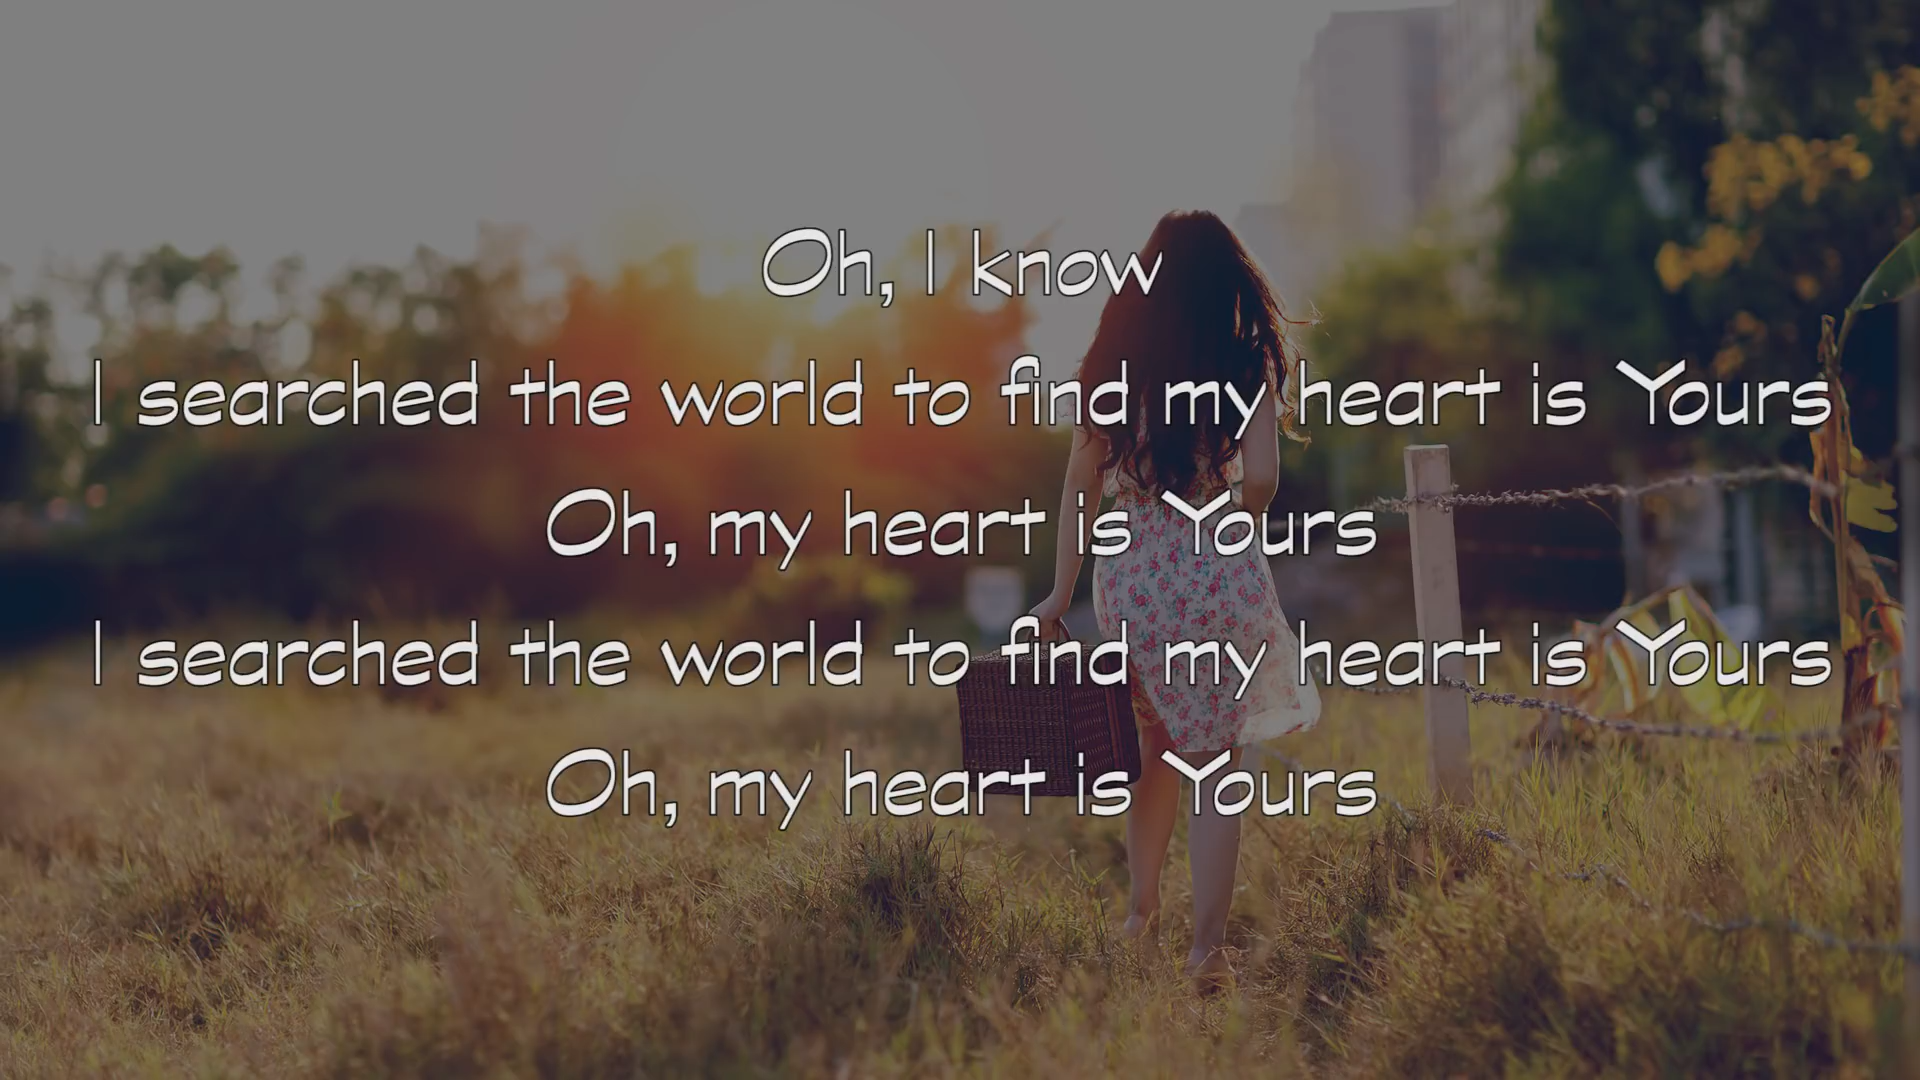 Oh, I know
I searched the world to find my heart is Yours
Oh, my heart is Yours
I searched the world to find my heart is Yours
Oh, my heart is Yours